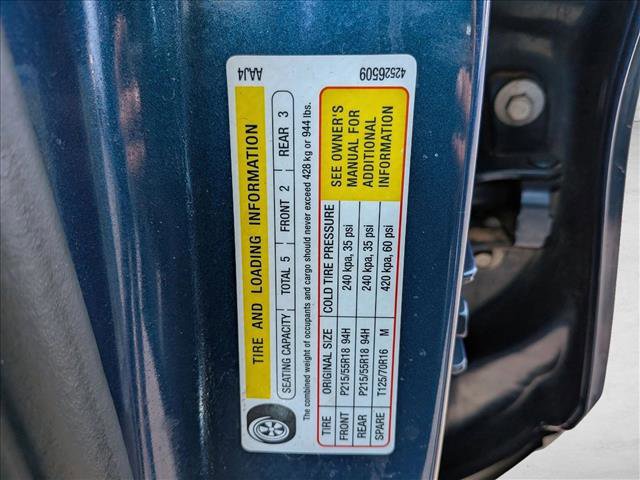 AAJ4 42526509
TIRE AND LOADING INFORMATION
SEATING CAPACITY TOTAL 5 FRONT 2 REAR 3
The combined weight of occupants and cargo should never exceed 428 kg or 944 lbs.
TIRE ORIGINAL SIZE COLD TIRE PRESSURE
FRONT P215/55R18 94H 240 kpa, 35 psi
REAR P215/55R18 94H 240 kpa, 35 psi
SPARE T125/70R16 M 420 kpa, 60 psi
SEE OWNER'S
MANUAL FOR
ADDITIONAL
INFORMATION